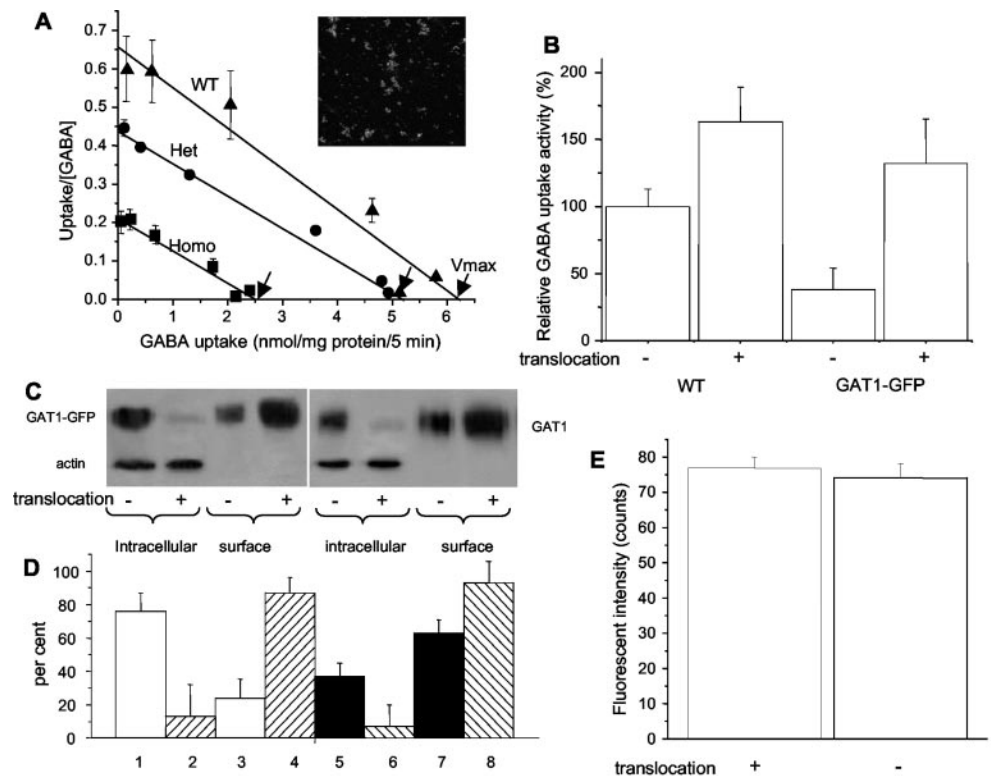 A
0.7
0.6
0.5
0.4
0.3
0.2
0.1
0.0
Uptake/[GABA]
WT
Het
Homo
Vmax
0 1 2 3 4 5 6
GABA uptake (nmol/mg protein/5 min)
B
200
150
100
50
0
Relative GABA uptake activity (%)
translocation - + - +
WT GAT1-GFP
C
GAT1-GFP
GAT1
actin
translocation - + - + - + - +
Intracellular surface intracellular surface
D
100
80
60
40
20
0
per cent
1 2 3 4 5 6 7 8
E
80
70
60
50
40
30
20
10
0
Fluorescent intensity (counts)
translocation + -